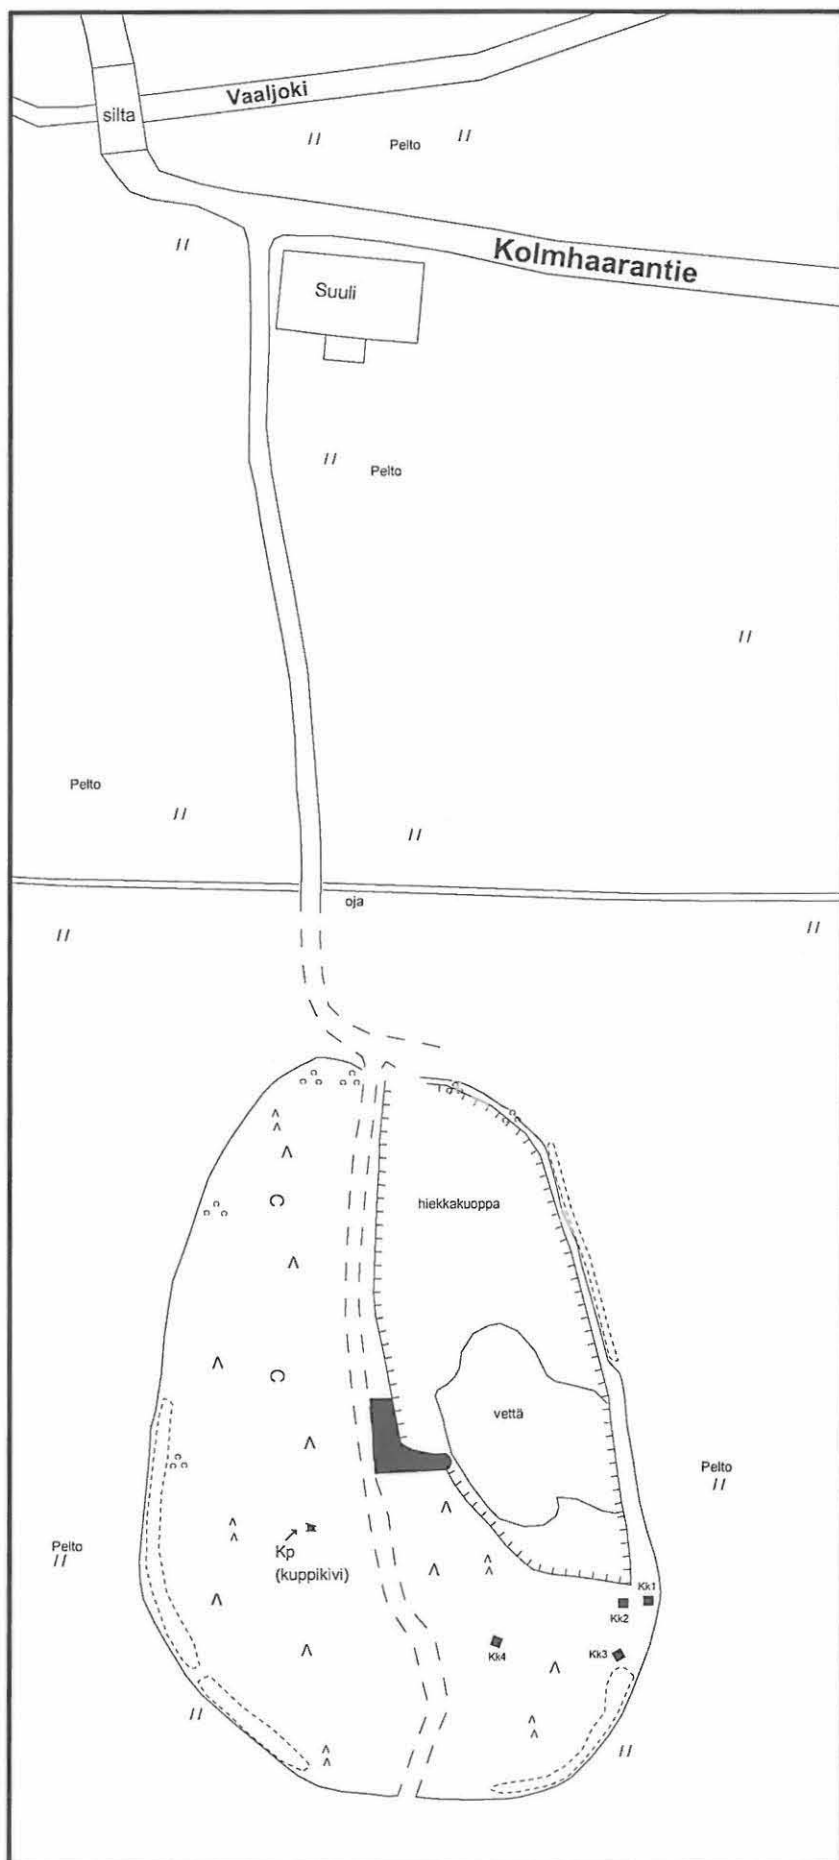 Vaaljoki
silta
Pelto
Kolmhaarantie
Suuli
Pelto
Pelto
oja
hiekkakuoppa
vettä
Pelto
Pelto
Kp
(kuppikivi)
Kk1
Kk2
Kk4
Kk3